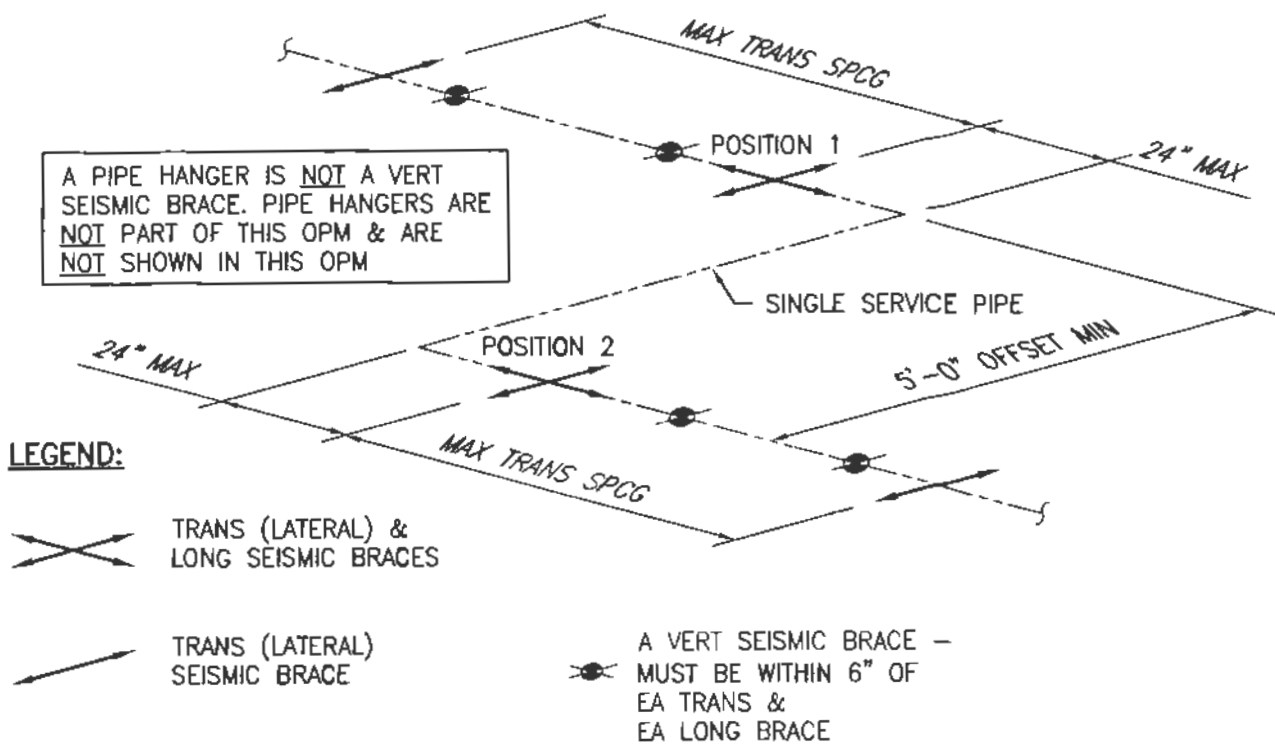 MAX TRANS SPCG
POSITION 1
24" MAX
A PIPE HANGER IS NOT A VERT
SEISMIC BRACE. PIPE HANGERS ARE
NOT PART OF THIS OPM & ARE
NOT SHOWN IN THIS OPM
SINGLE SERVICE PIPE
24" MAX
POSITION 2
5'-0" OFFSET MIN
MAX TRANS SPCG
LEGEND:
TRANS (LATERAL) &
LONG SEISMIC BRACES
TRANS (LATERAL)
SEISMIC BRACE
A VERT SEISMIC BRACE –
MUST BE WITHIN 6" OF
EA TRANS &
EA LONG BRACE